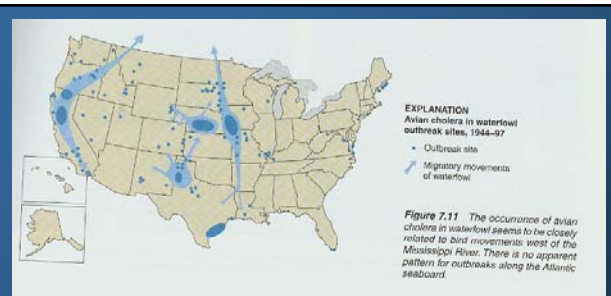 EXPLANATION
Avian cholera in waterfowl
outbreak sites, 1944–97
Outbreak site
Migratory movements
of waterfowl
Figure 7.11 The occurrence of avian
cholera in waterfowl seems to be closely
related to bird movements west of the
Mississippi River. There is no apparent
pattern for outbreaks along the Atlantic
seaboard.